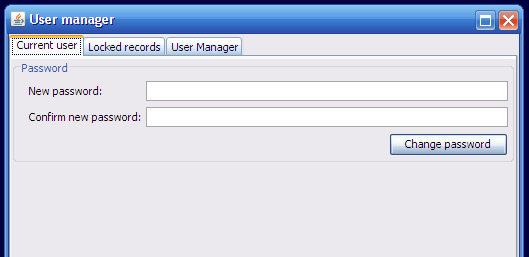 User manager
Current user Locked records User Manager
Password
New password:
Confirm new password:
Change password